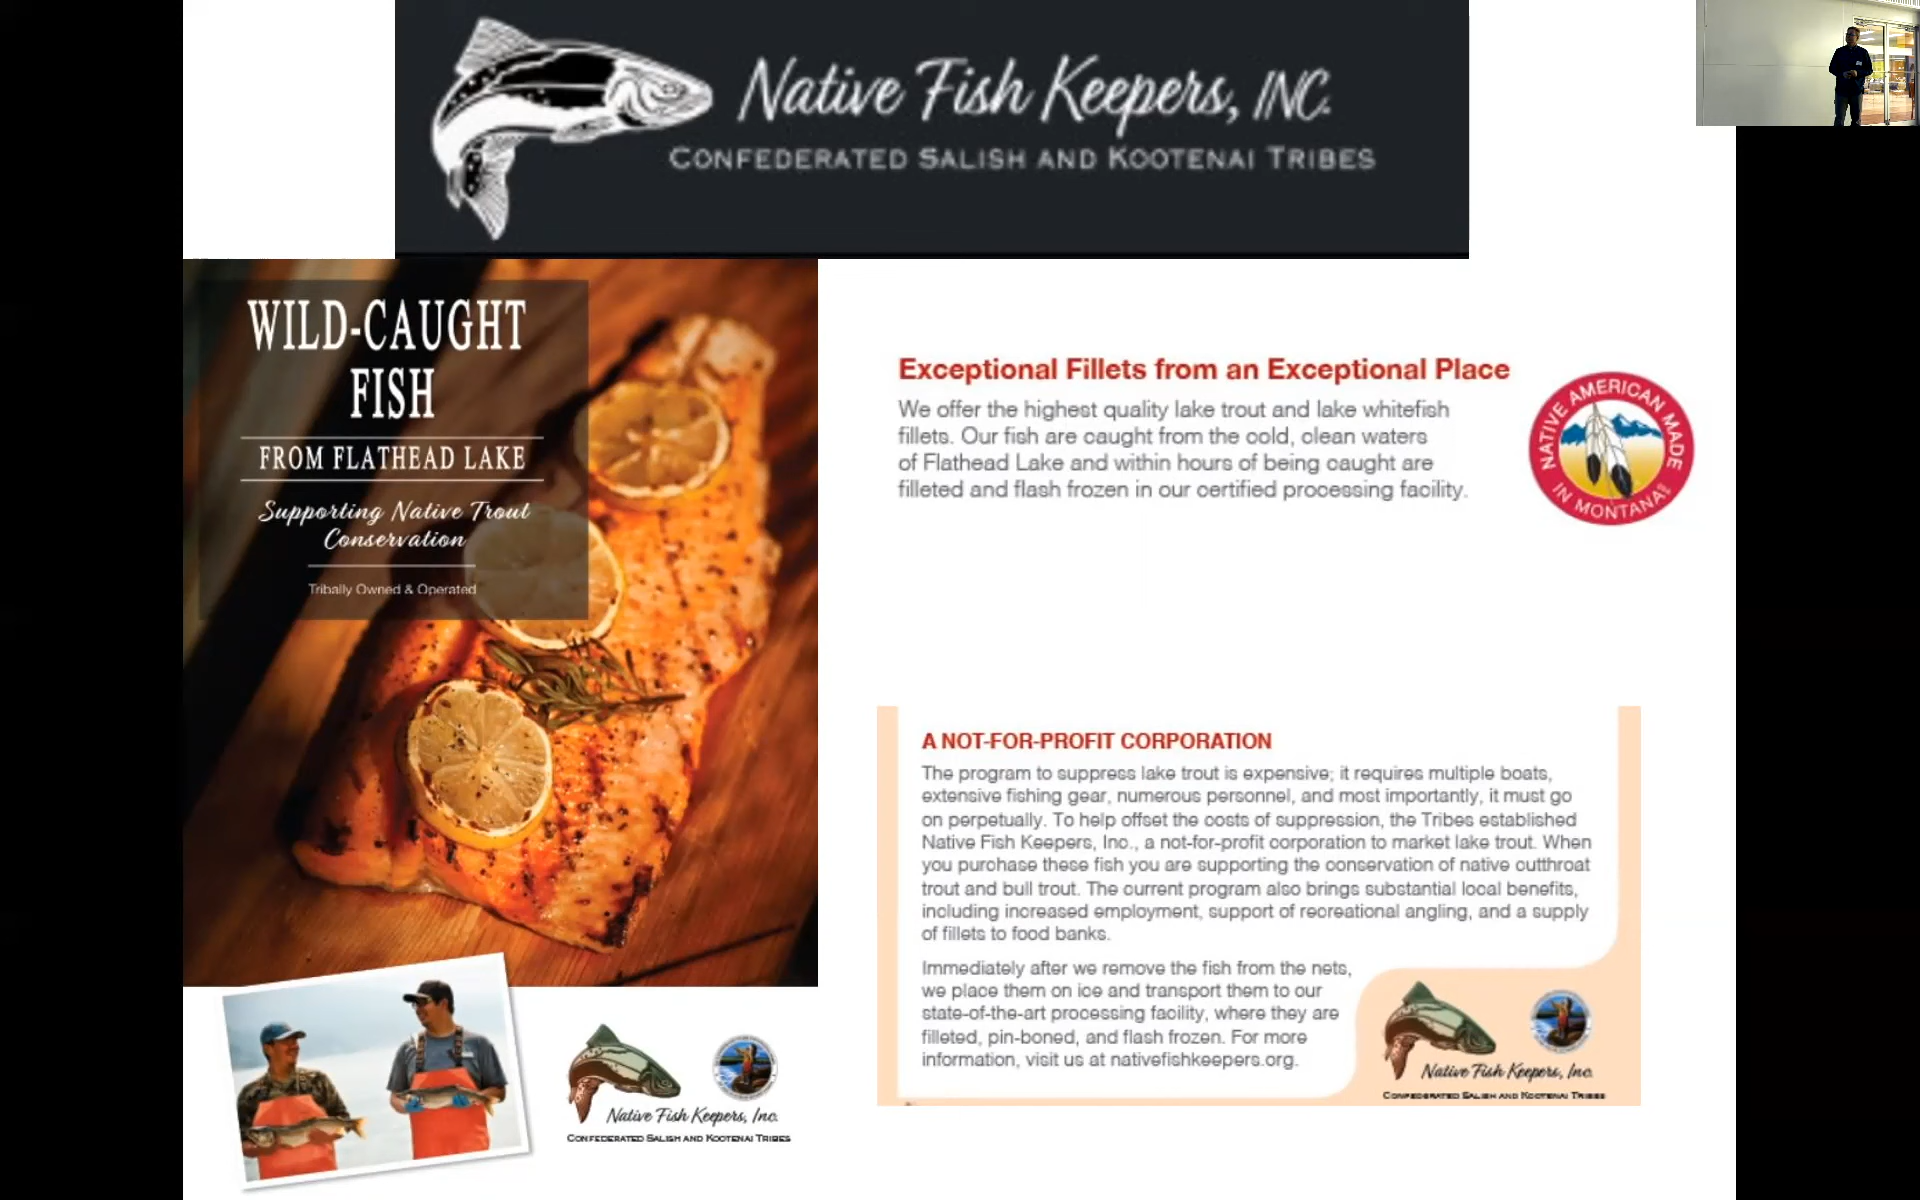 Native Fish Keepers, INC.
CONFEDERATED SALISH AND KOOTENAI TRIBES
WILD-CAUGHT
FISH
FROM FLATHEAD LAKE
Supporting Native Trout
Conservation
Tribally Owned & Operated
Exceptional Fillets from an Exceptional Place
We offer the highest quality lake trout and lake whitefish
fillets. Our fish are caught from the cold, clean waters
of Flathead Lake and within hours of being caught are
filleted and flash frozen in our certified processing facility.
NATIVE AMERICAN MADE
IN MONTANA
A NOT-FOR-PROFIT CORPORATION
The program to suppress lake trout is expensive; it requires multiple boats,
extensive fishing gear, numerous personnel, and most importantly, it must go
on perpetually. To help offset the costs of suppression, the Tribes established
Native Fish Keepers, Inc., a not-for-profit corporation to market lake trout. When
you purchase these fish you are supporting the conservation of native cutthroat
trout and bull trout. The current program also brings substantial local benefits,
including increased employment, support of recreational angling, and a supply
of fillets to food banks.
Immediately after we remove the fish from the nets,
we place them on ice and transport them to our
state-of-the-art processing facility, where they are
filleted, pin-boned, and flash frozen. For more
information, visit us at nativefishkeepers.org.
Native Fish Keepers, Inc.
CONFEDERATED SALISH AND KOOTENAI TRIBES
Native Fish Keepers, Inc.
CONFEDERATED SALISH AND KOOTENAI TRIBES